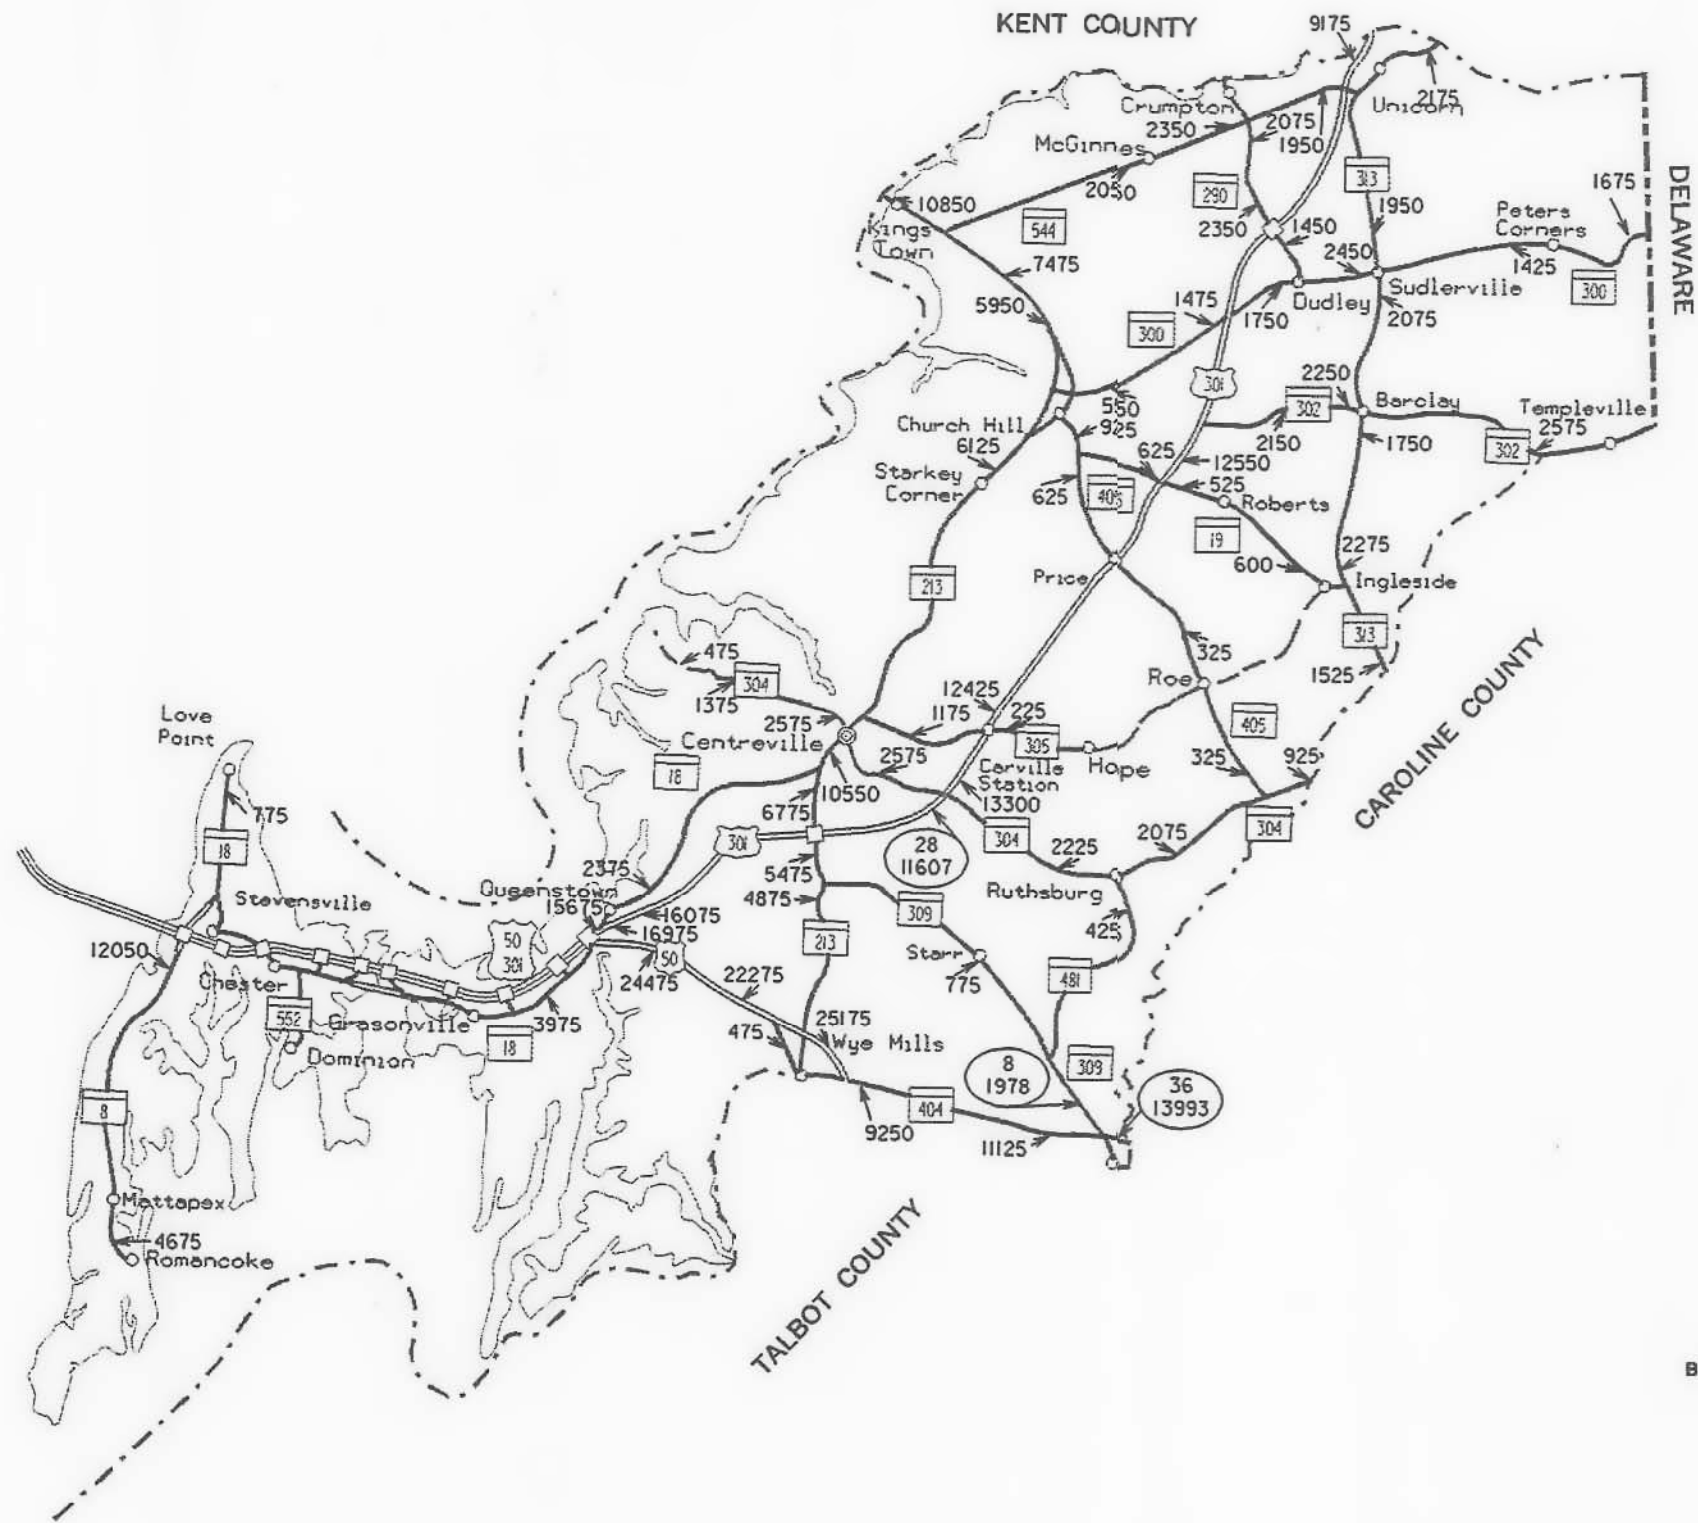 KENT COUNTY
9175
Crumpton
2350
2075
1950
Unicorn
2175
McGinnes
2050
290
313
DELAWARE
1675
10850
Kings
Town
544
2350
1450
1950
Peters
Corners
7475
2450
1425
300
5950
1475
300
1750
Dudley
Sudlerville
2075
301
550
925
302
2250
Barclay
Templeville
2575
Church Hill
6125
2150
1750
302
Starkey
Corner
625
405
625
12550
525
Roberts
19
600
2275
Ingleside
Price
213
313
1525
325
Roe
475
304
1375
12425
225
1175
305
Hope
405
325
925
CAROLINE COUNTY
Love
Point
2575
Centreville
18
2575
Carville
Station
13300
10550
6775
775
18
301
28
11607
304
2225
2075
304
Ruthsburg
2375
Queenstown
15675
5475
4875
309
425
Stevensville
16075
16975
50
301
50
213
Starr
775
481
12050
24475
22275
Chester
552
Grasonville
3975
18
475
25175
Wye Mills
Dominion
8
1978
309
36
13993
8
404
9250
11125
Mattapex
4675
Romancoke
TALBOT COUNTY
B